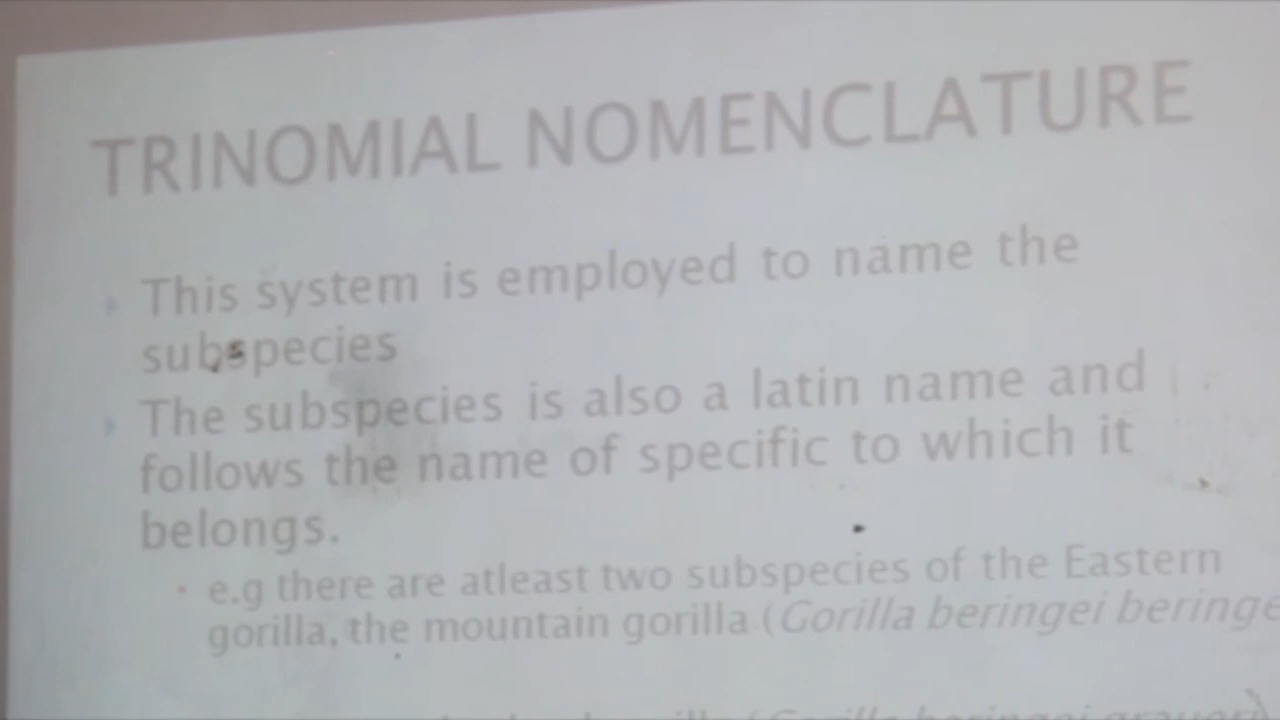 TRINOMIAL NOMENCLATURE
This system is employed to name the
subspecies
The subspecies is also a latin name and
follows the name of specific to which it
belongs.
e.g there are atleast two subspecies of the Eastern
gorilla, the mountain gorilla (Gorilla beringei beringe